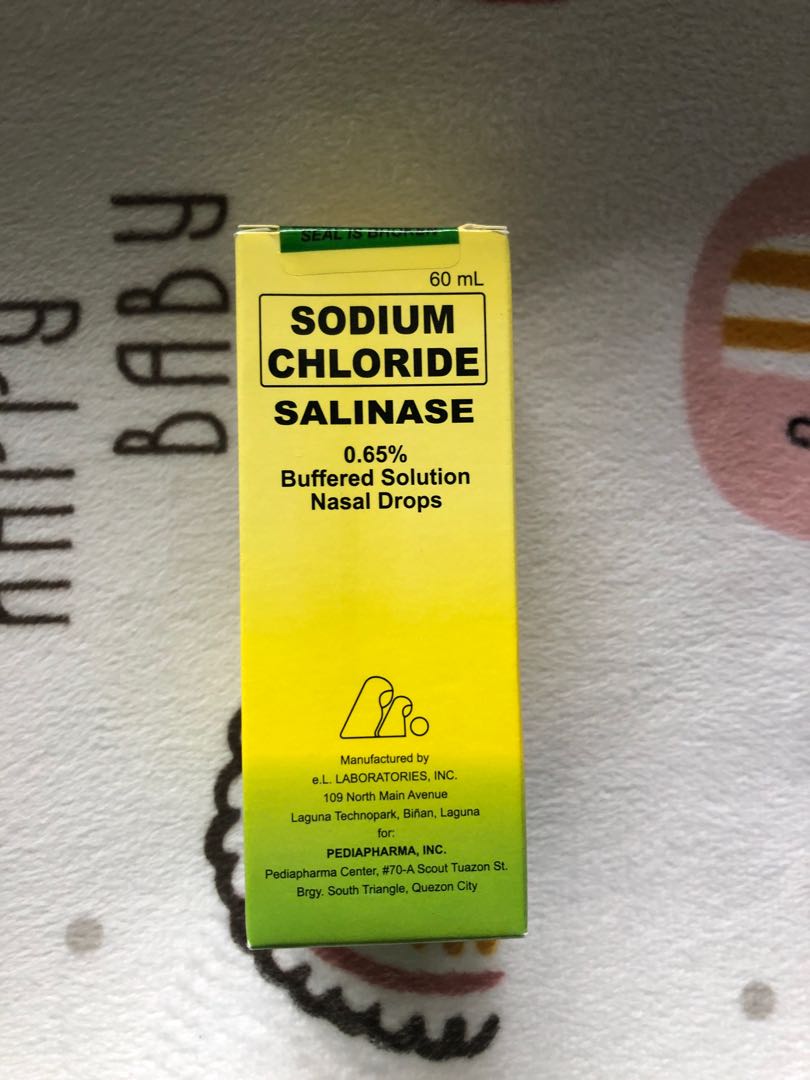 SEAL IS BROKEN
60 mL
SODIUM
CHLORIDE
SALINASE
0.65%
Buffered Solution
Nasal Drops
Manufactured by
e.L. LABORATORIES, INC.
109 North Main Avenue
Laguna Technopark, Biñan, Laguna
for:
PEDIAPHARMA, INC.
Pediapharma Center, #70-A Scout Tuazon St.
Brgy. South Triangle, Quezon City
HAPPY
BABY